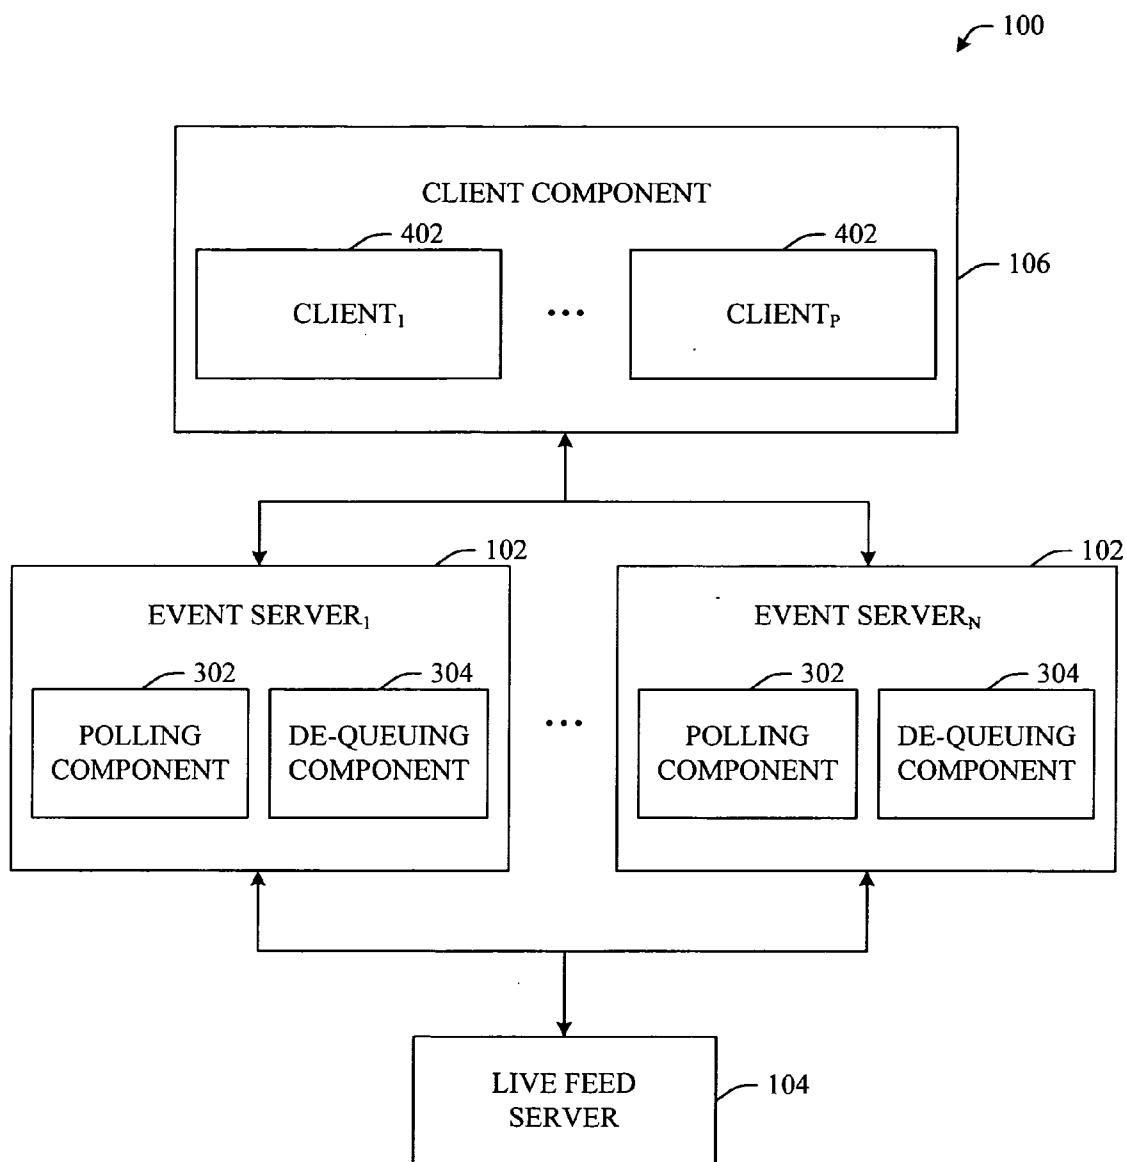 100
CLIENT COMPONENT
402
402
106
CLIENT₁
...
CLIENTₚ
102
102
EVENT SERVER₁
EVENT SERVER_N
302
304
302
304
POLLING
COMPONENT
DE-QUEUING
COMPONENT
...
POLLING
COMPONENT
DE-QUEUING
COMPONENT
LIVE FEED
SERVER
104